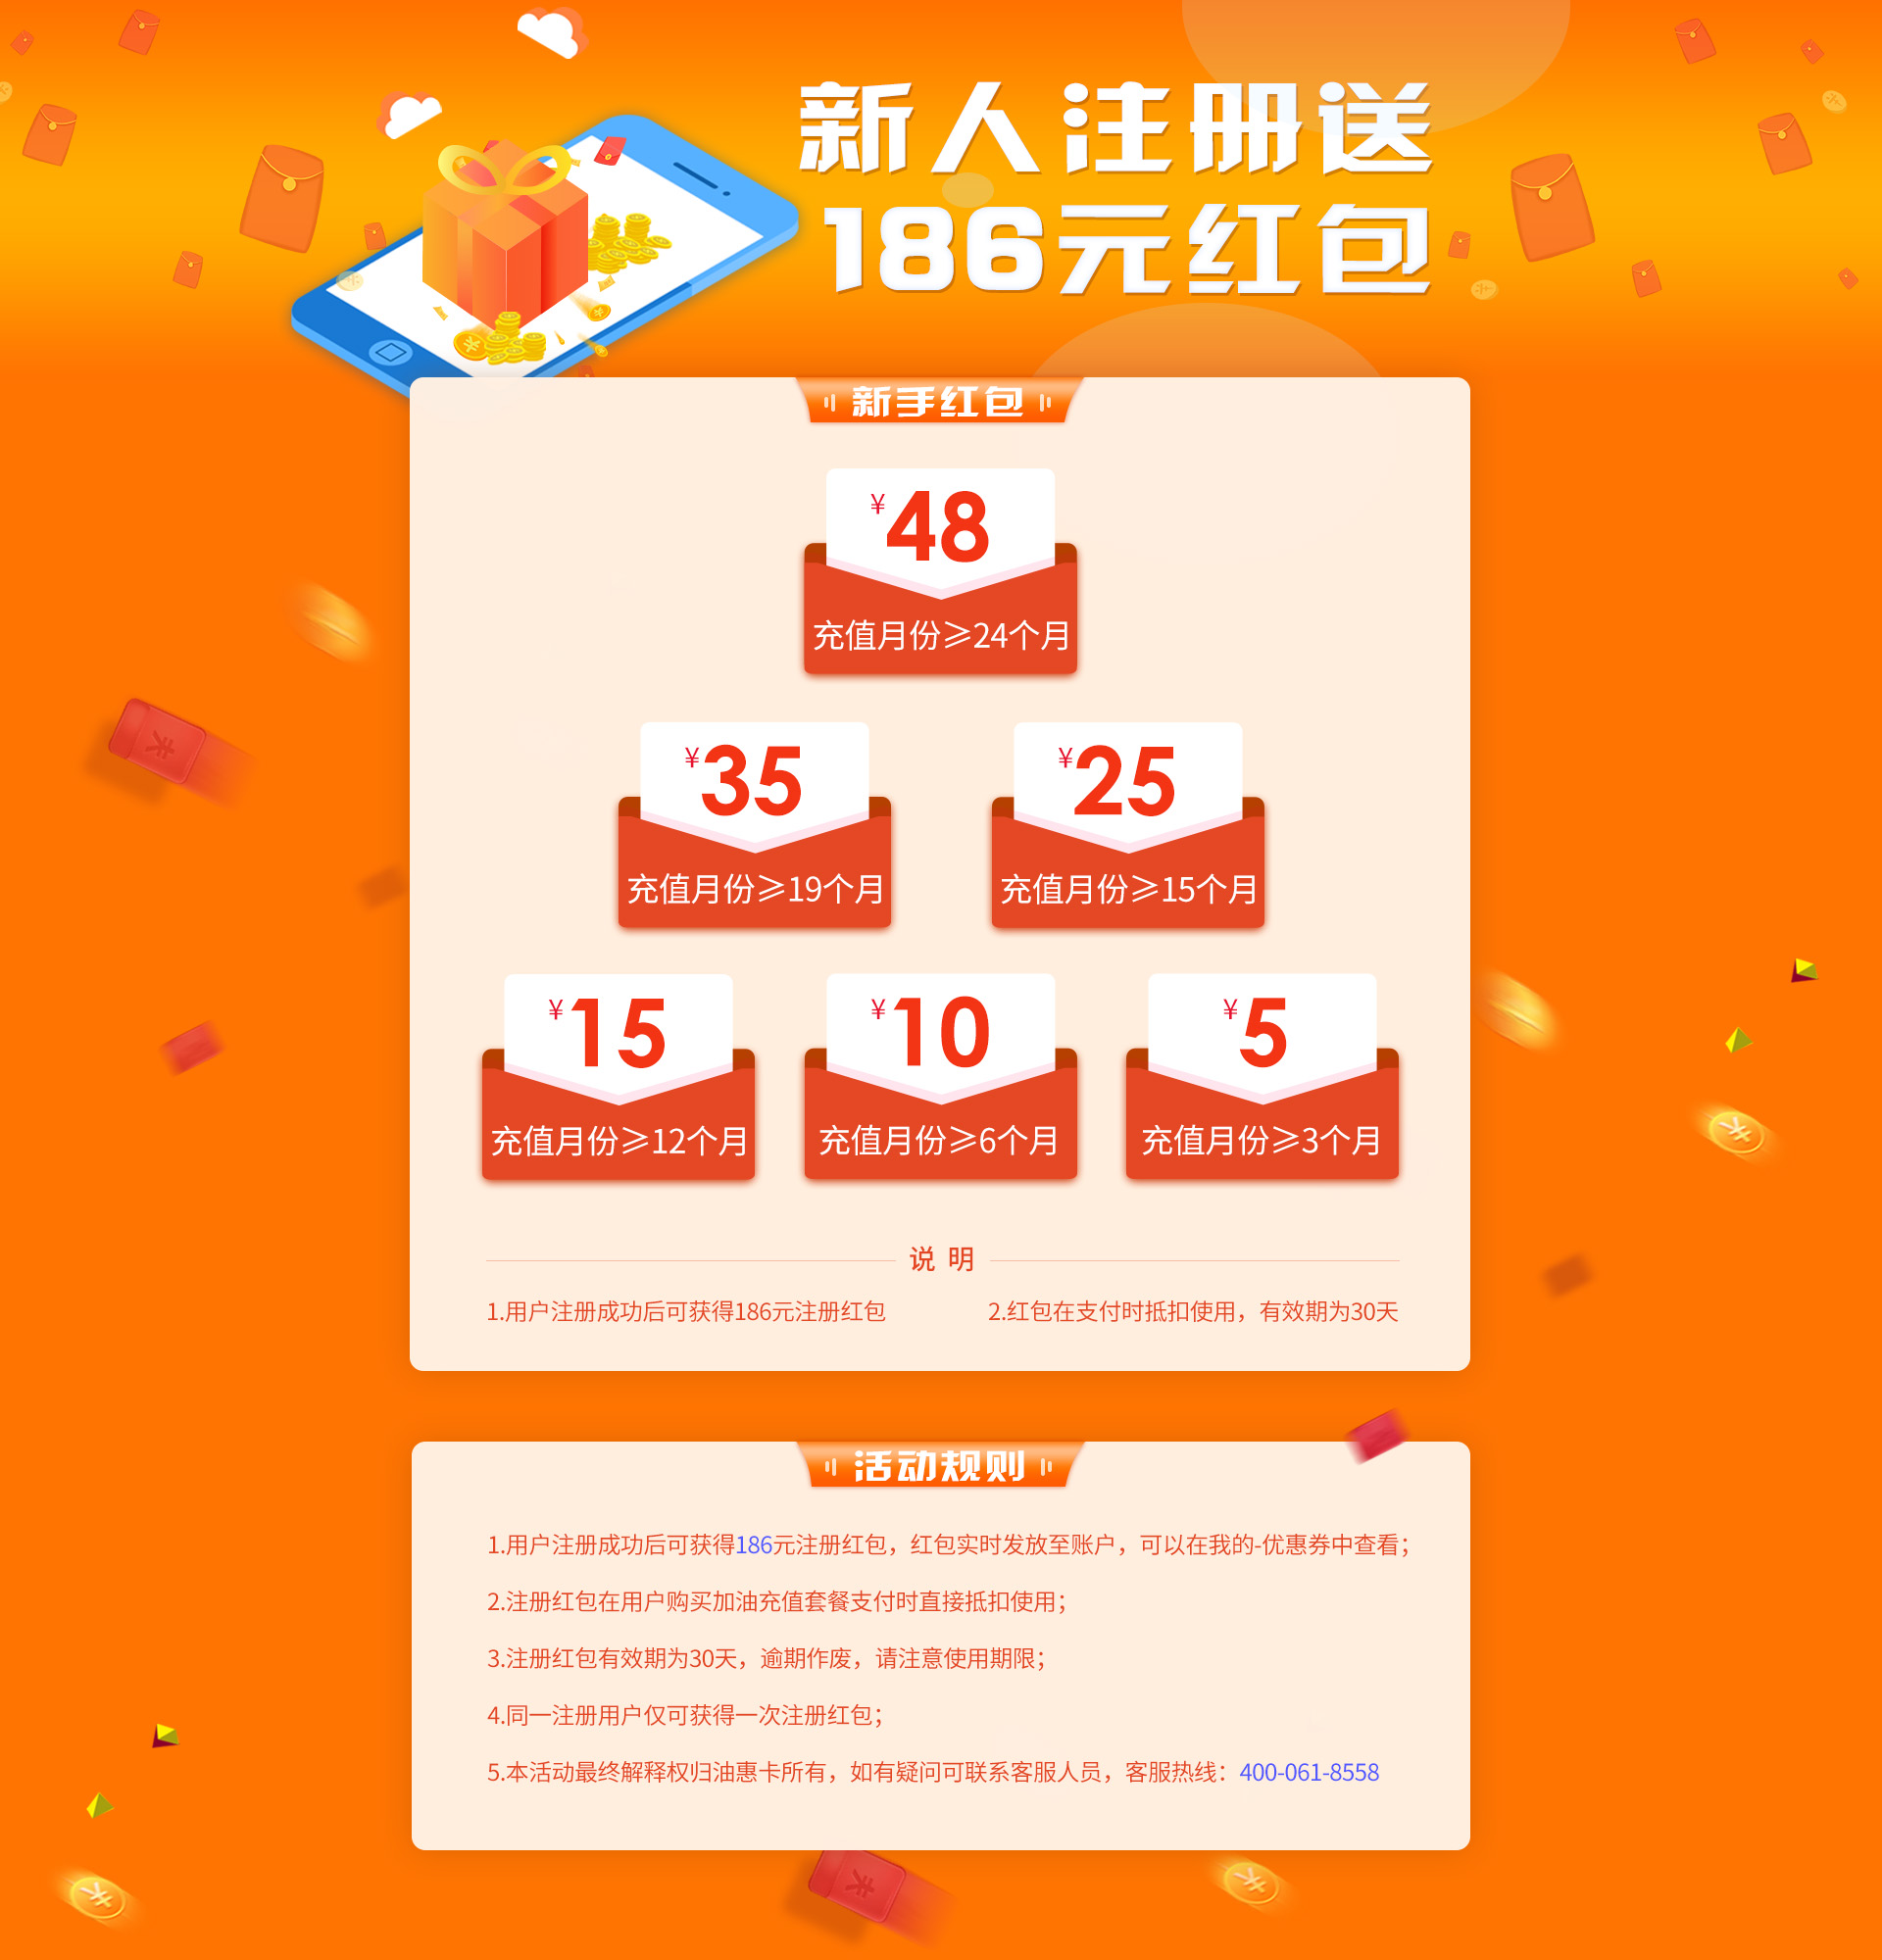 新人注册送
186元红包
新手红包
¥48
充值月份≥24个月
¥35
充值月份≥19个月
¥25
充值月份≥15个月
¥15
充值月份≥12个月
¥10
充值月份≥6个月
¥5
充值月份≥3个月
说 明
1.用户注册成功后可获得186元注册红包
2.红包在支付时抵扣使用，有效期为30天
活动规则
1.用户注册成功后可获得186元注册红包，红包实时发放至账户，可以在我的-优惠券中查看；
2.注册红包在用户购买加油充值套餐支付时直接抵扣使用；
3.注册红包有效期为30天，逾期作废，请注意使用期限；
4.同一注册用户仅可获得一次注册红包；
5.本活动最终解释权归油惠卡所有，如有疑问可联系客服人员，客服热线：400-061-8558